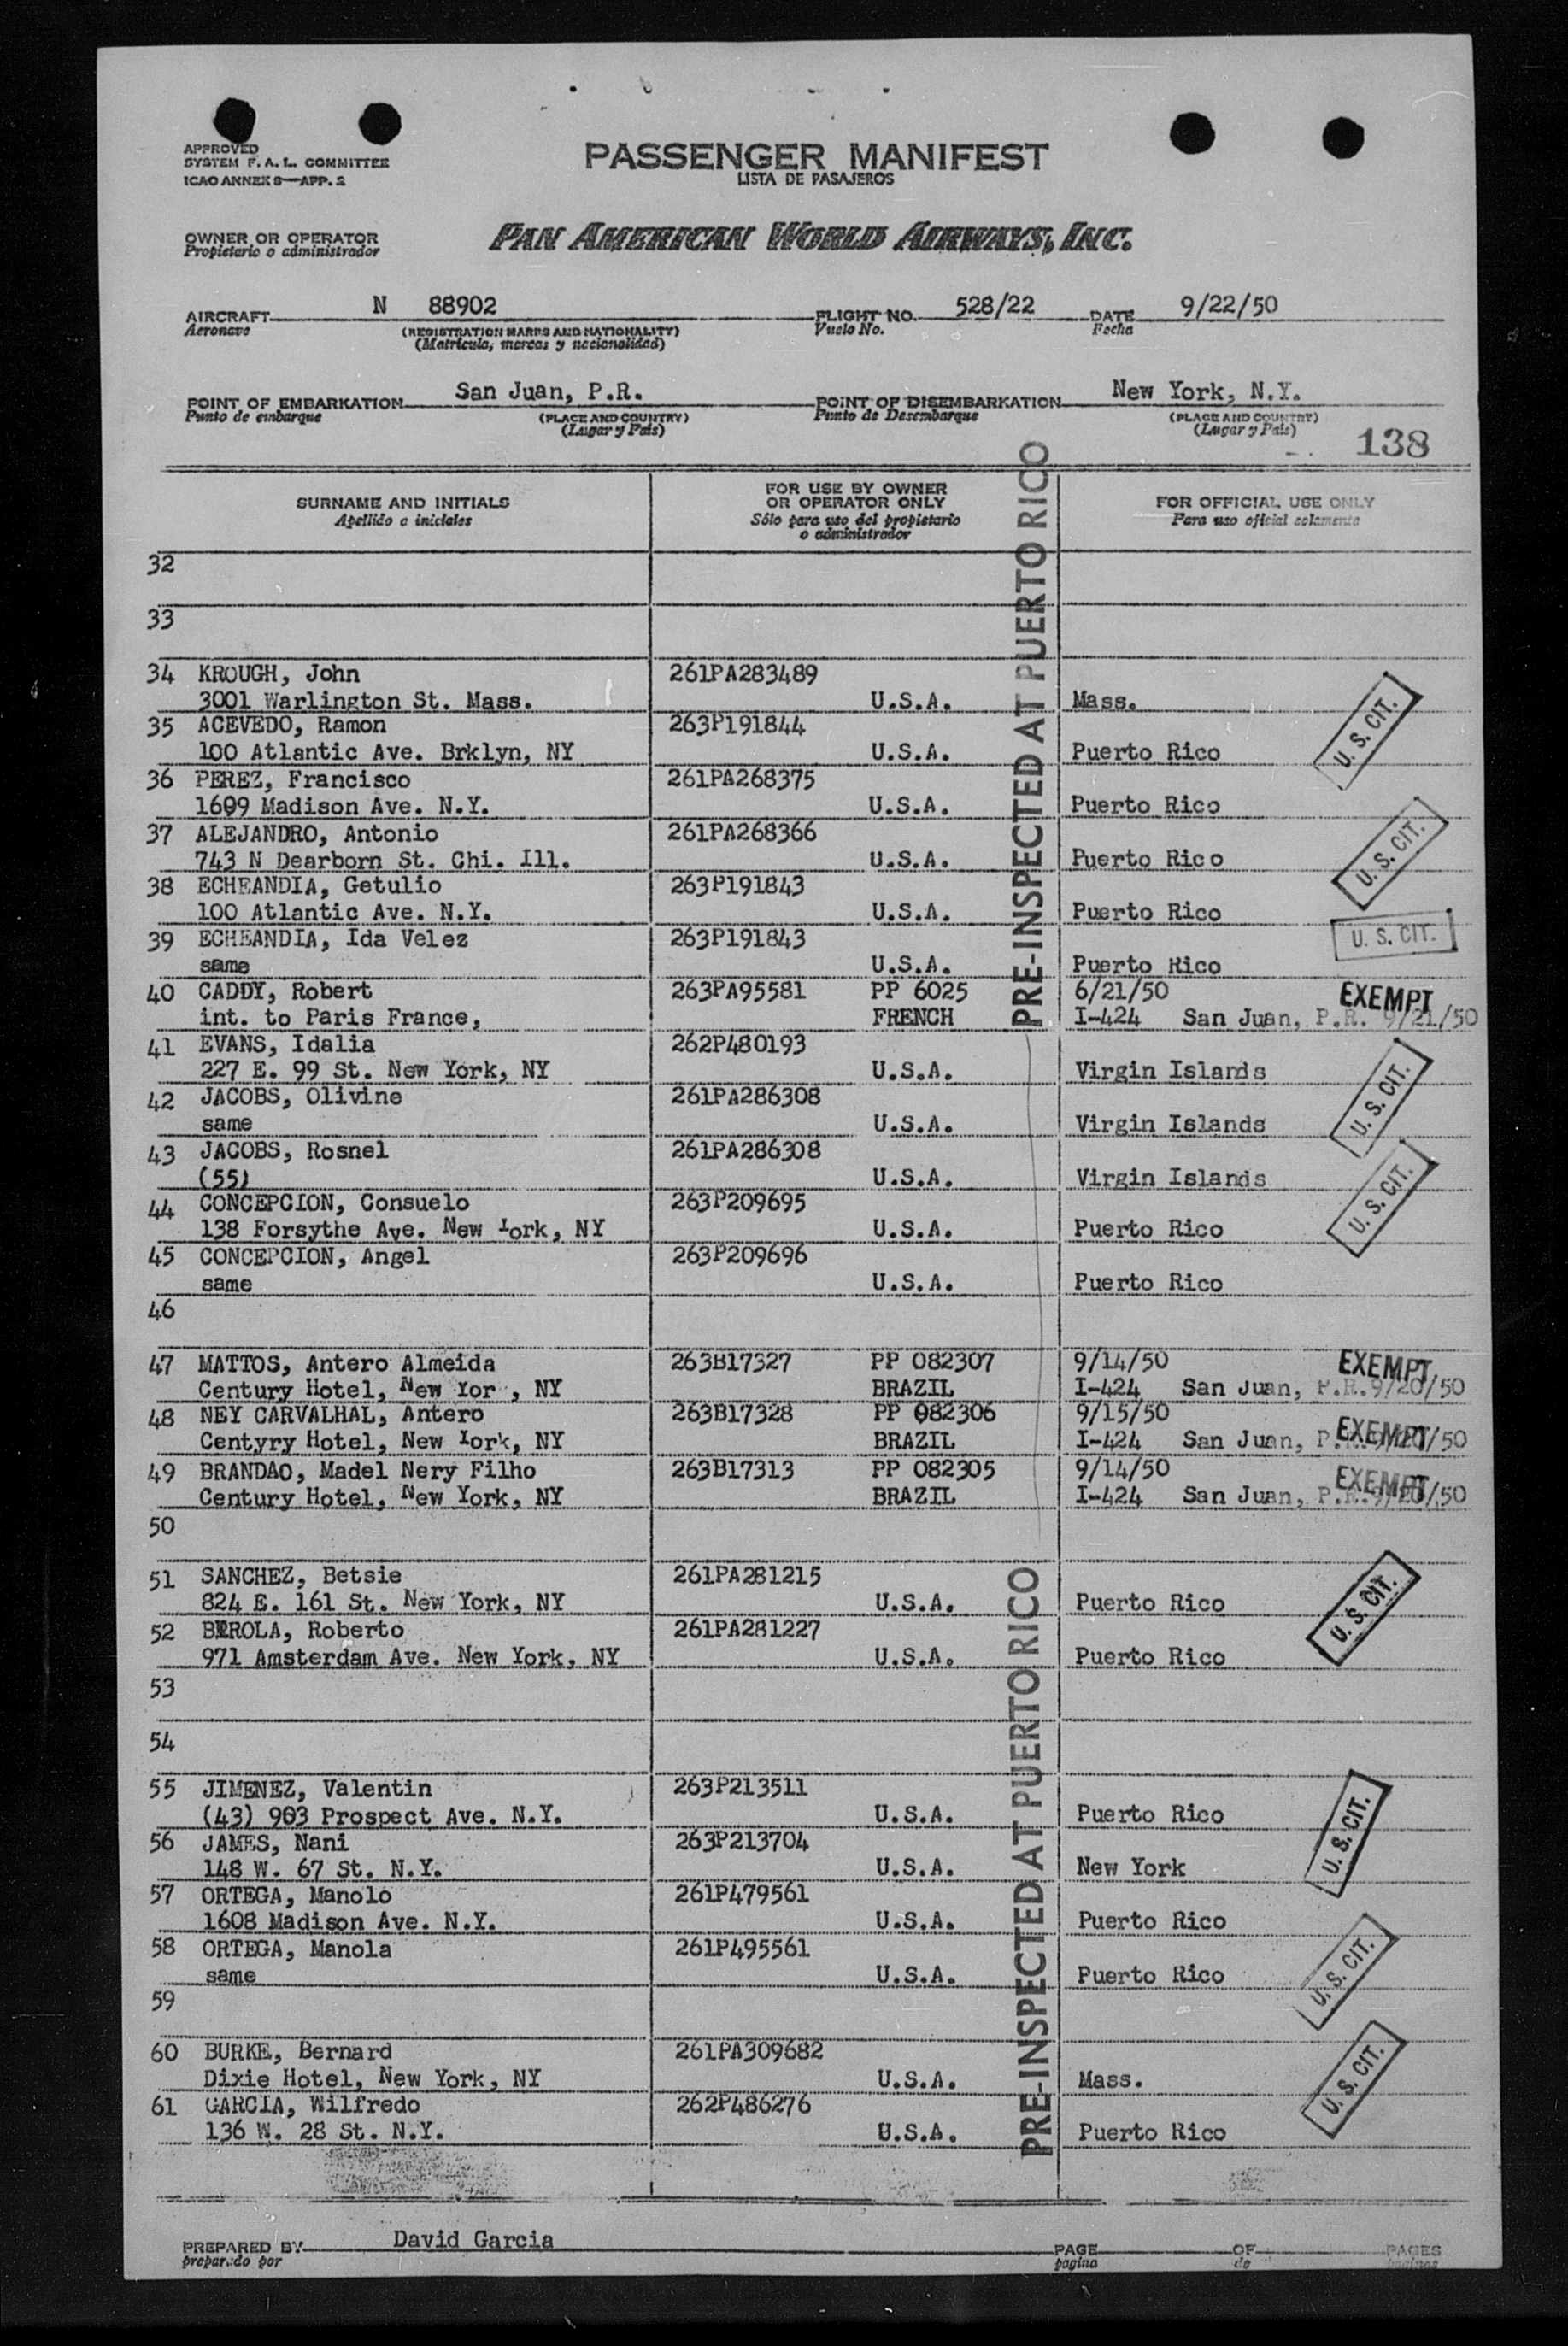 APPROVED
SYSTEM F. A. L. COMMITTEE
ICAO ANNEX 9—APP. 2
PASSENGER MANIFEST
LISTA DE PASAJEROS
OWNER OR OPERATOR
Propietario o administrador
PAN AMERICAN WORLD AIRWAYS, INC.
AIRCRAFT N 88902 FLIGHT NO. 528/22 DATE 9/22/50
Aeronave (REGISTRATION MARKS AND NATIONALITY) Vuelo No. Fecha
(Matrícula, marcas y nacionalidad)
POINT OF EMBARKATION San Juan, P.R. POINT OF DISEMBARKATION New York, N.Y.
Punto de embarque (PLACE AND COUNTRY) Punto de Desembarque (PLACE AND COUNTRY)
(Lugar y País) (Lugar y País)
138
SURNAME AND INITIALS FOR USE BY OWNER OR OPERATOR ONLY FOR OFFICIAL USE ONLY
Apellido e iniciales Sólo para uso del propietario o administrador Para uso oficial solamente
PRE-INSPECTED AT PUERTO RICO
32
33
34 KROUGH, John 261PA283489
3001 Warlington St. Mass. U.S.A. Mass.
U. S. CIT.
35 ACEVEDO, Ramon 263P191844
100 Atlantic Ave. Brklyn, NY U.S.A. Puerto Rico
36 PEREZ, Francisco 261PA268375
1609 Madison Ave. N.Y. U.S.A. Puerto Rico
37 ALEJANDRO, Antonio 261PA268366
743 N Dearborn St. Chi. Ill. U.S.A. Puerto Rico
U. S. CIT.
38 ECHEANDIA, Getulio 263P191843
100 Atlantic Ave. N.Y. U.S.A. Puerto Rico
39 ECHEANDIA, Ida Velez 263P191843
same U.S.A. Puerto Rico
U. S. CIT.
40 CADDY, Robert 263PA95581 PP 6025 6/21/50 EXEMPT
int. to Paris France, FRENCH I-424 San Juan, P.R. 9/21/50
41 EVANS, Idalia 262P480193
227 E. 99 St. New York, NY U.S.A. Virgin Islands
42 JACOBS, Olivine 261PA286308
same U.S.A. Virgin Islands
U. S. CIT.
43 JACOBS, Rosnel 261PA286308
(55) U.S.A. Virgin Islands
44 CONCEPCION, Consuelo 263P209695
138 Forsythe Ave. New Iork, NY U.S.A. Puerto Rico
U. S. CIT.
45 CONCEPCION, Angel 263P209696
same U.S.A. Puerto Rico
46
47 MATTOS, Antero Almeida 263B17327 PP 082307 9/14/50 EXEMPT
Century Hotel, New Yor , NY BRAZIL I-424 San Juan, P.R.9/20/50
48 NEY CARVALHAL, Antero 263B17328 PP 082306 9/15/50 EXEMPT
Centyry Hotel, New Iork, NY BRAZIL I-424 San Juan, P. /50
49 BRANDAO, Madel Nery Filho 263B17313 PP 082305 9/14/50 EXEMPT
Century Hotel, New York, NY BRAZIL I-424 San Juan, P.R. /50
50
PRE-INSPECTED AT PUERTO RICO
51 SANCHEZ, Betsie 261PA281215
824 E. 161 St. New York, NY U.S.A. Puerto Rico
U. S. CIT.
52 BEROLA, Roberto 261PA281227
971 Amsterdam Ave. New York, NY U.S.A. Puerto Rico
53
54
55 JIMENEZ, Valentin 263P213511
(43) 903 Prospect Ave. N.Y. U.S.A. Puerto Rico
U. S. CIT.
56 JAMES, Nani 263P213704
148 W. 67 St. N.Y. U.S.A. New York
57 ORTEGA, Manolo 261P479561
1608 Madison Ave. N.Y. U.S.A. Puerto Rico
58 ORTEGA, Manola 261P495561
same U.S.A. Puerto Rico
U. S. CIT.
59
60 BURKE, Bernard 261PA309682
Dixie Hotel, New York, NY U.S.A. Mass.
U. S. CIT.
61 GARCIA, Wilfredo 262P486276
136 W. 28 St. N.Y. U.S.A. Puerto Rico
PREPARED BY David Garcia PAGE OF PAGES
preparado por pagina de paginas